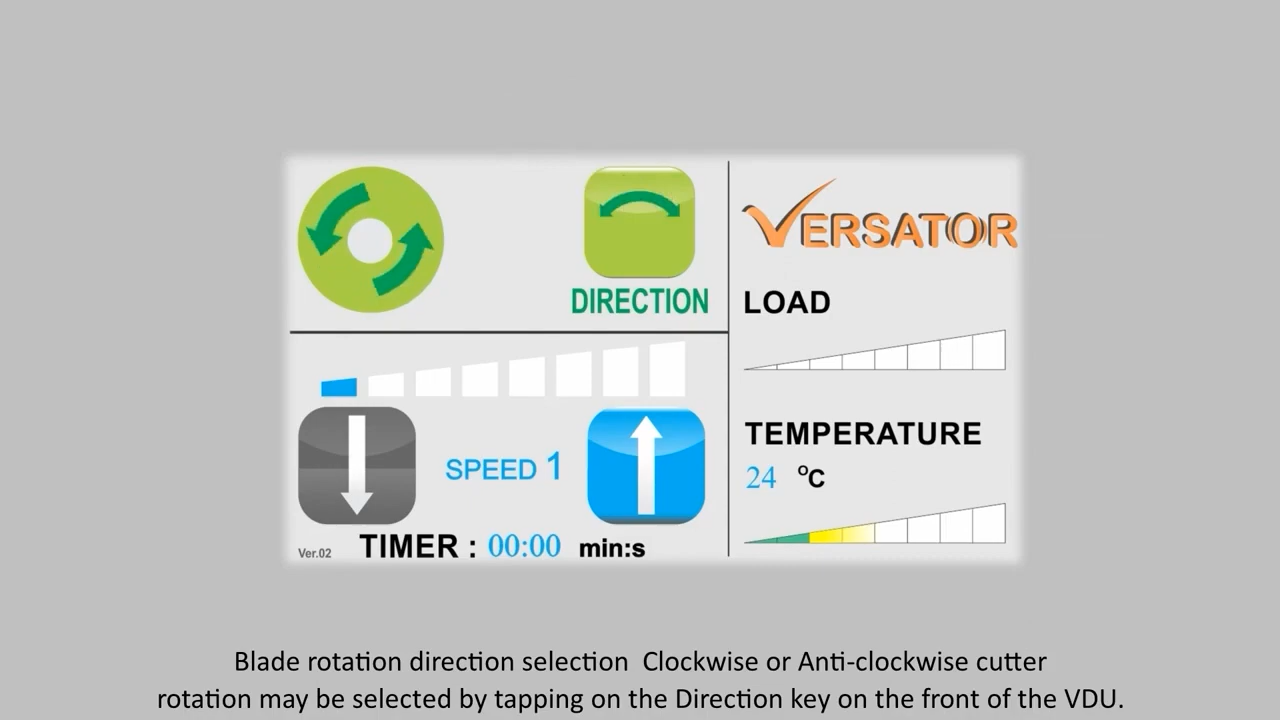 VERSATOR
DIRECTION
LOAD
SPEED 1
TEMPERATURE
24 °C
Ver.02 TIMER : 00:00 min:s
Blade rotation direction selection Clockwise or Anti-clockwise cutter
rotation may be selected by tapping on the Direction key on the front of the VDU.